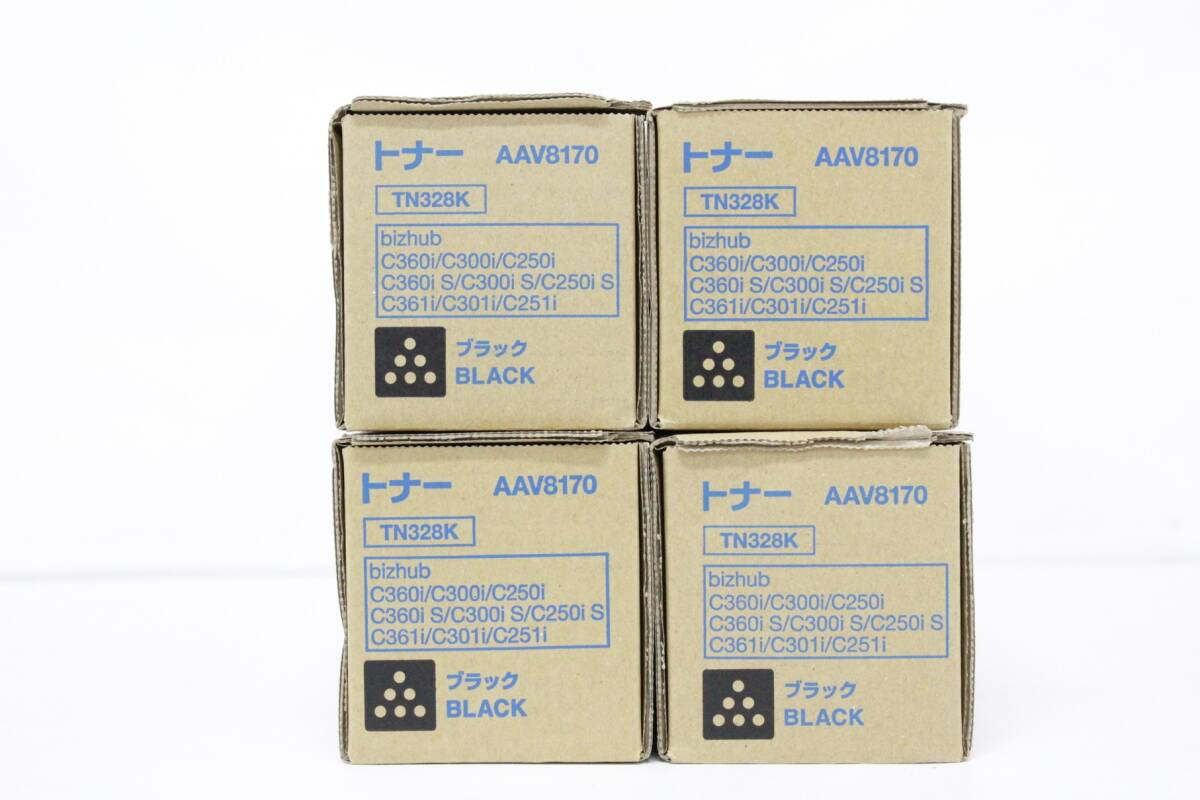 トナー AAV8170
TN328K
bizhub
C360i/C300i/C250i
C360i S/C300i S/C250i S
C361i/C301i/C251i
ブラック
BLACK
トナー AAV8170
TN328K
bizhub
C360i/C300i/C250i
C360i S/C300i S/C250i S
C361i/C301i/C251i
ブラック
BLACK
トナー AAV8170
TN328K
bizhub
C360i/C300i/C250i
C360i S/C300i S/C250i S
C361i/C301i/C251i
ブラック
BLACK
トナー AAV8170
TN328K
bizhub
C360i/C300i/C250i
C360i S/C300i S/C250i S
C361i/C301i/C251i
ブラック
BLACK